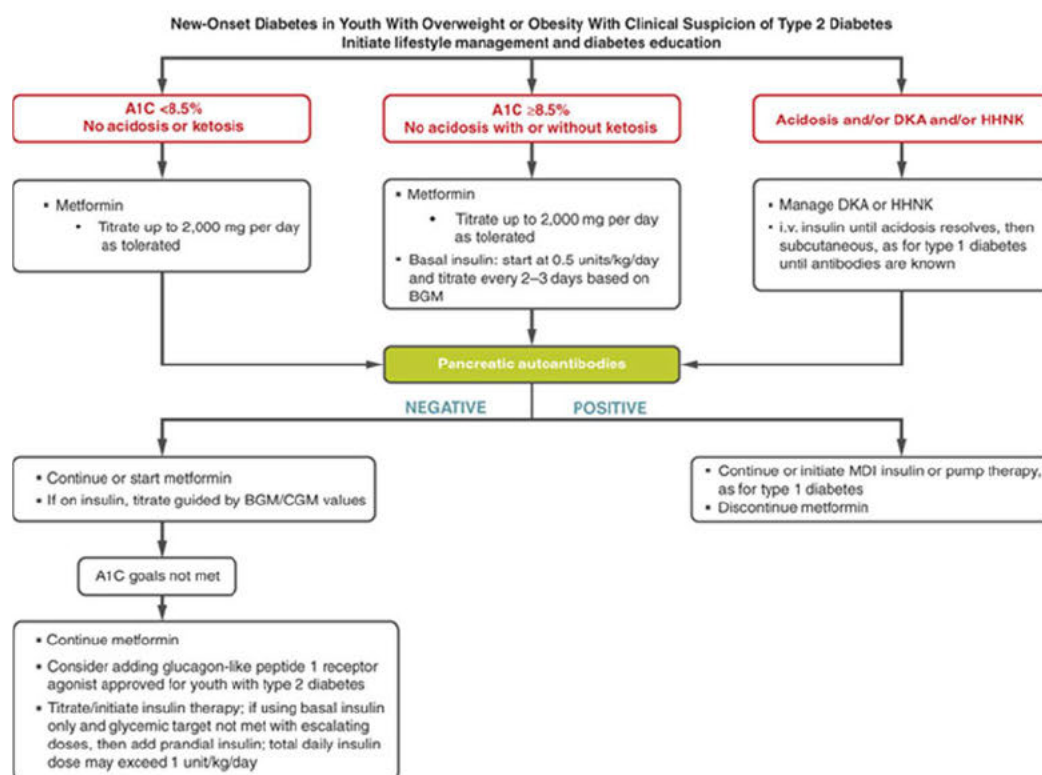 New-Onset Diabetes in Youth With Overweight or Obesity With Clinical Suspicion of Type 2 Diabetes
Initiate lifestyle management and diabetes education
A1C <8.5%
No acidosis or ketosis
A1C ≥8.5%
No acidosis with or without ketosis
Acidosis and/or DKA and/or HHNK
▪ Metformin
• Titrate up to 2,000 mg per day
as tolerated
▪ Metformin
• Titrate up to 2,000 mg per day
as tolerated
▪ Basal insulin: start at 0.5 units/kg/day
and titrate every 2–3 days based on
BGM
▪ Manage DKA or HHNK
▪ i.v. insulin until acidosis resolves, then
subcutaneous, as for type 1 diabetes
until antibodies are known
Pancreatic autoantibodies
NEGATIVE
POSITIVE
▪ Continue or start metformin
▪ If on insulin, titrate guided by BGM/CGM values
▪ Continue or initiate MDI insulin or pump therapy,
as for type 1 diabetes
▪ Discontinue metformin
A1C goals not met
▪ Continue metformin
▪ Consider adding glucagon-like peptide 1 receptor
agonist approved for youth with type 2 diabetes
▪ Titrate/initiate insulin therapy; if using basal insulin
only and glycemic target not met with escalating
doses, then add prandial insulin; total daily insulin
dose may exceed 1 unit/kg/day